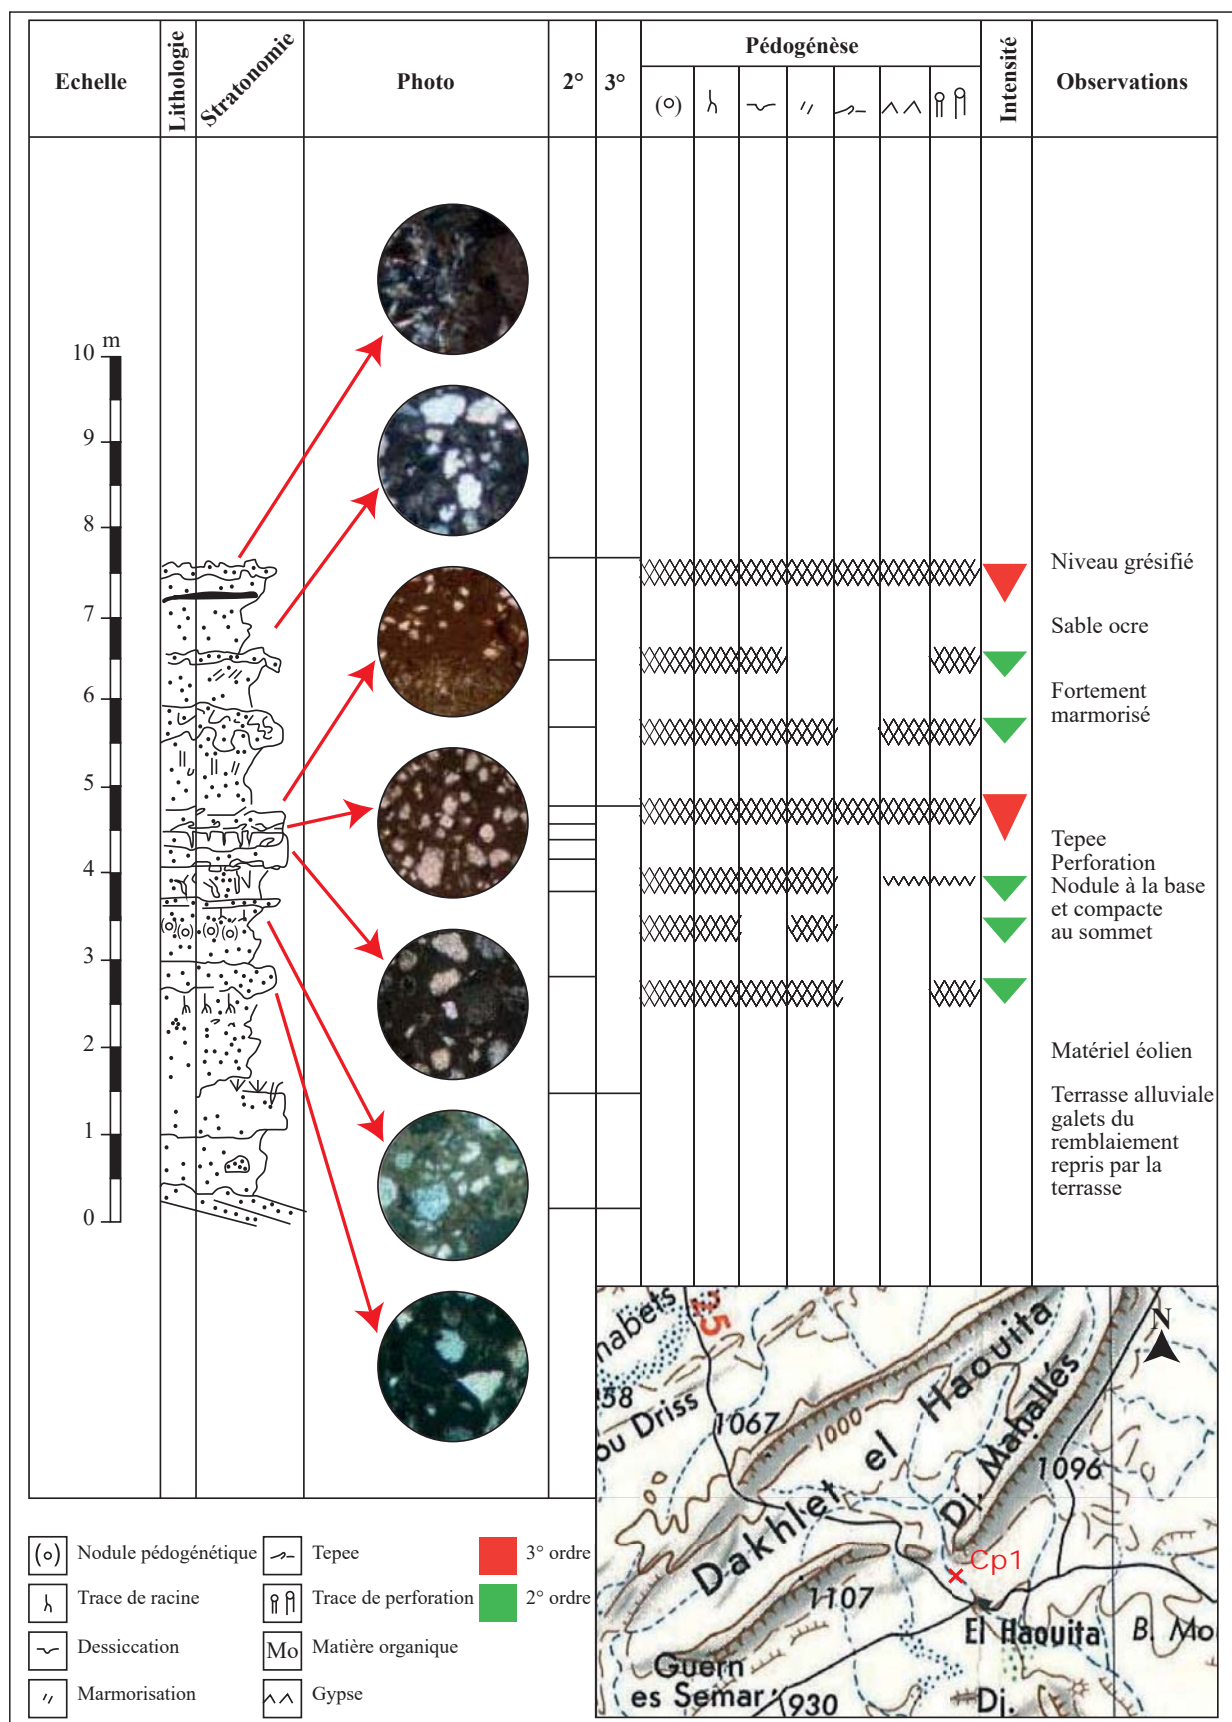 Echelle
Lithologie
Stratonomie
Photo
2°
3°
Pédogénèse
Intensité
Observations
m
10
9
8
7
6
5
4
3
2
1
0
Niveau grésifié
Sable ocre
Fortement
marmorisé
Tepee
Perforation
Nodule à la base
et compacte
au sommet
Matériel éolien
Terrasse alluviale
galets du
remblaiement
repris par la
terrasse
Nodule pédogénétique
Tepee
3° ordre
Trace de racine
Trace de perforation
2° ordre
Dessiccation
Mo
Matière organique
Marmorisation
Gypse
nabets
25
N
58
ou Driss
1067
1000
Dakhlet el Haouita
Dj. Mahallés
1096
Cp1
1107
El Haouita
B. Mo
Guern
es Semar
930
Dj.